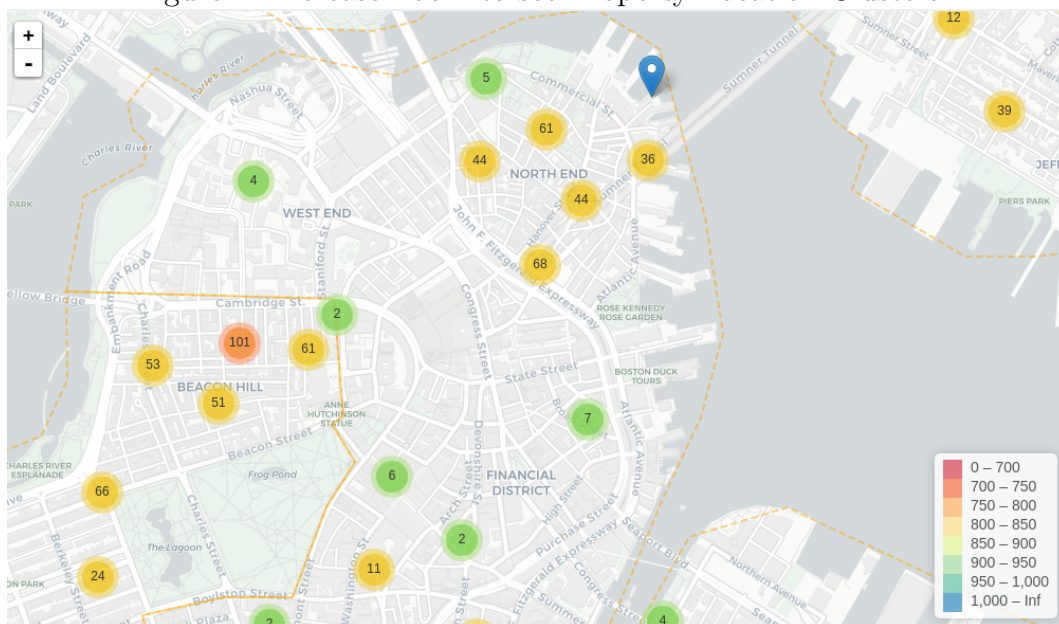 +
-
5
12
39
61
44
36
4
44
68
2
101
61
53
51
7
6
66
2
11
24
2
4
Land Boulevard
Charles River
Nashua Street
Commercial St.
Sumner Tunnel
Sumner Street
Charles River
PARK
NORTH END
WEST END
PIERS PARK
John F. Fitzgerald Expressway
Staniford St.
Embankment Road
Atlantic Avenue
Cambridge St.
Congress Street
ROSE KENNEDY
ROSE GARDEN
State Street
BOSTON DUCK
TOURS
BEACON HILL
ANNE
HUTCHINSON
STATUE
Beacon Street
Devonshire St.
Atlantic Avenue
CHARLES RIVER
ESPLANADE
Frog Pond
FINANCIAL
DISTRICT
Arch Street
High Street
Charles Street
Purchase Street
Seaport Blvd
The Lagoon
Berkeley Street
Washington St.
Northern Avenue
Boylston Street
0 – 700
700 – 750
750 – 800
800 – 850
850 – 900
900 – 950
950 – 1,000
1,000 – Inf